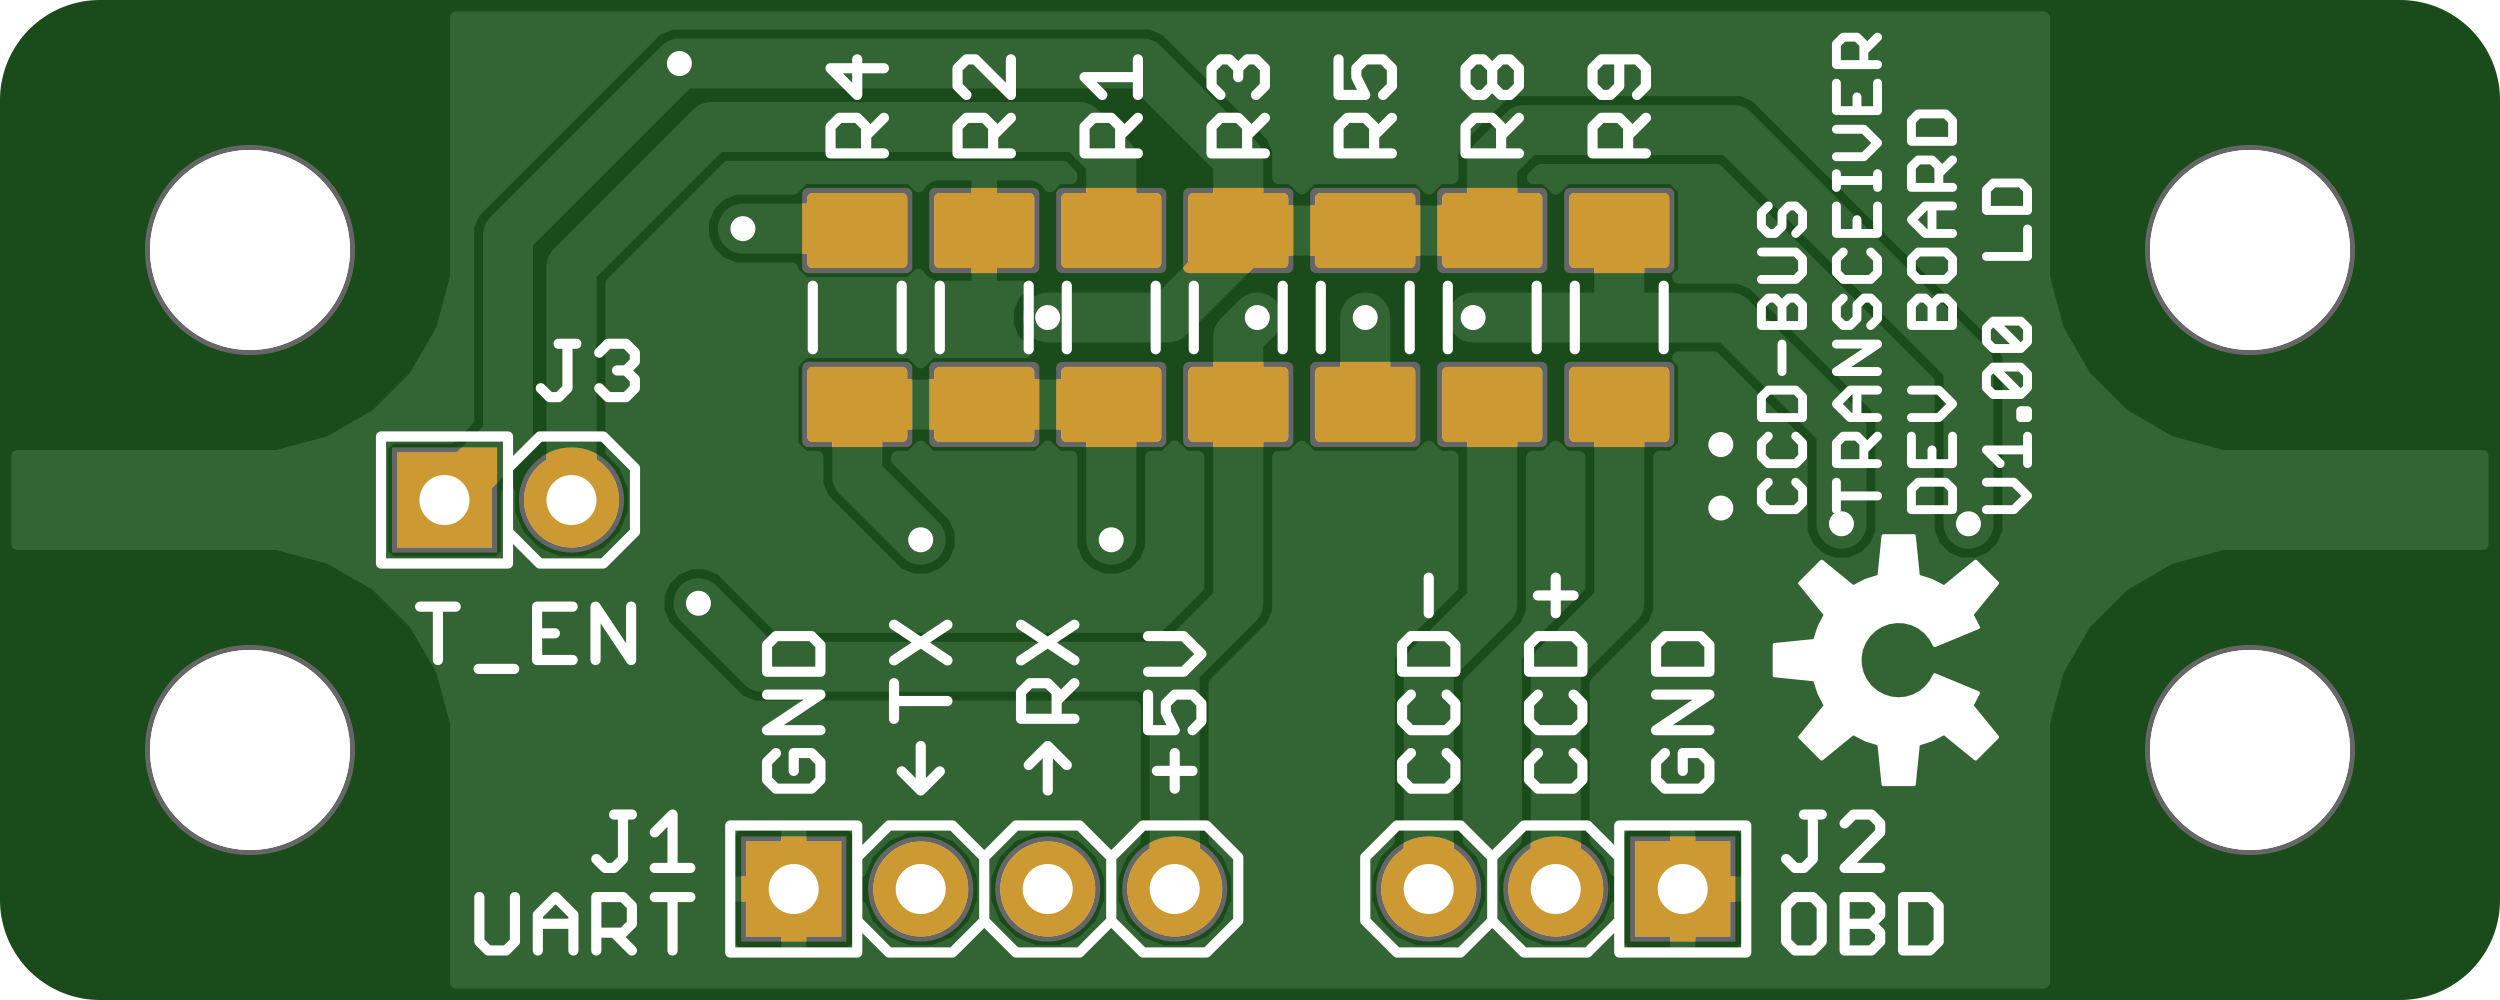 R4
R2
R1
R3
R5
R8
R9
CCD-BUS
TRANSCEIVER
DEV BOARD
V1.00 LD
J3
T_EN
GND
←TX
→RX
+5V
CCD-
CCD+
GND
J1
UART
J2
OBD